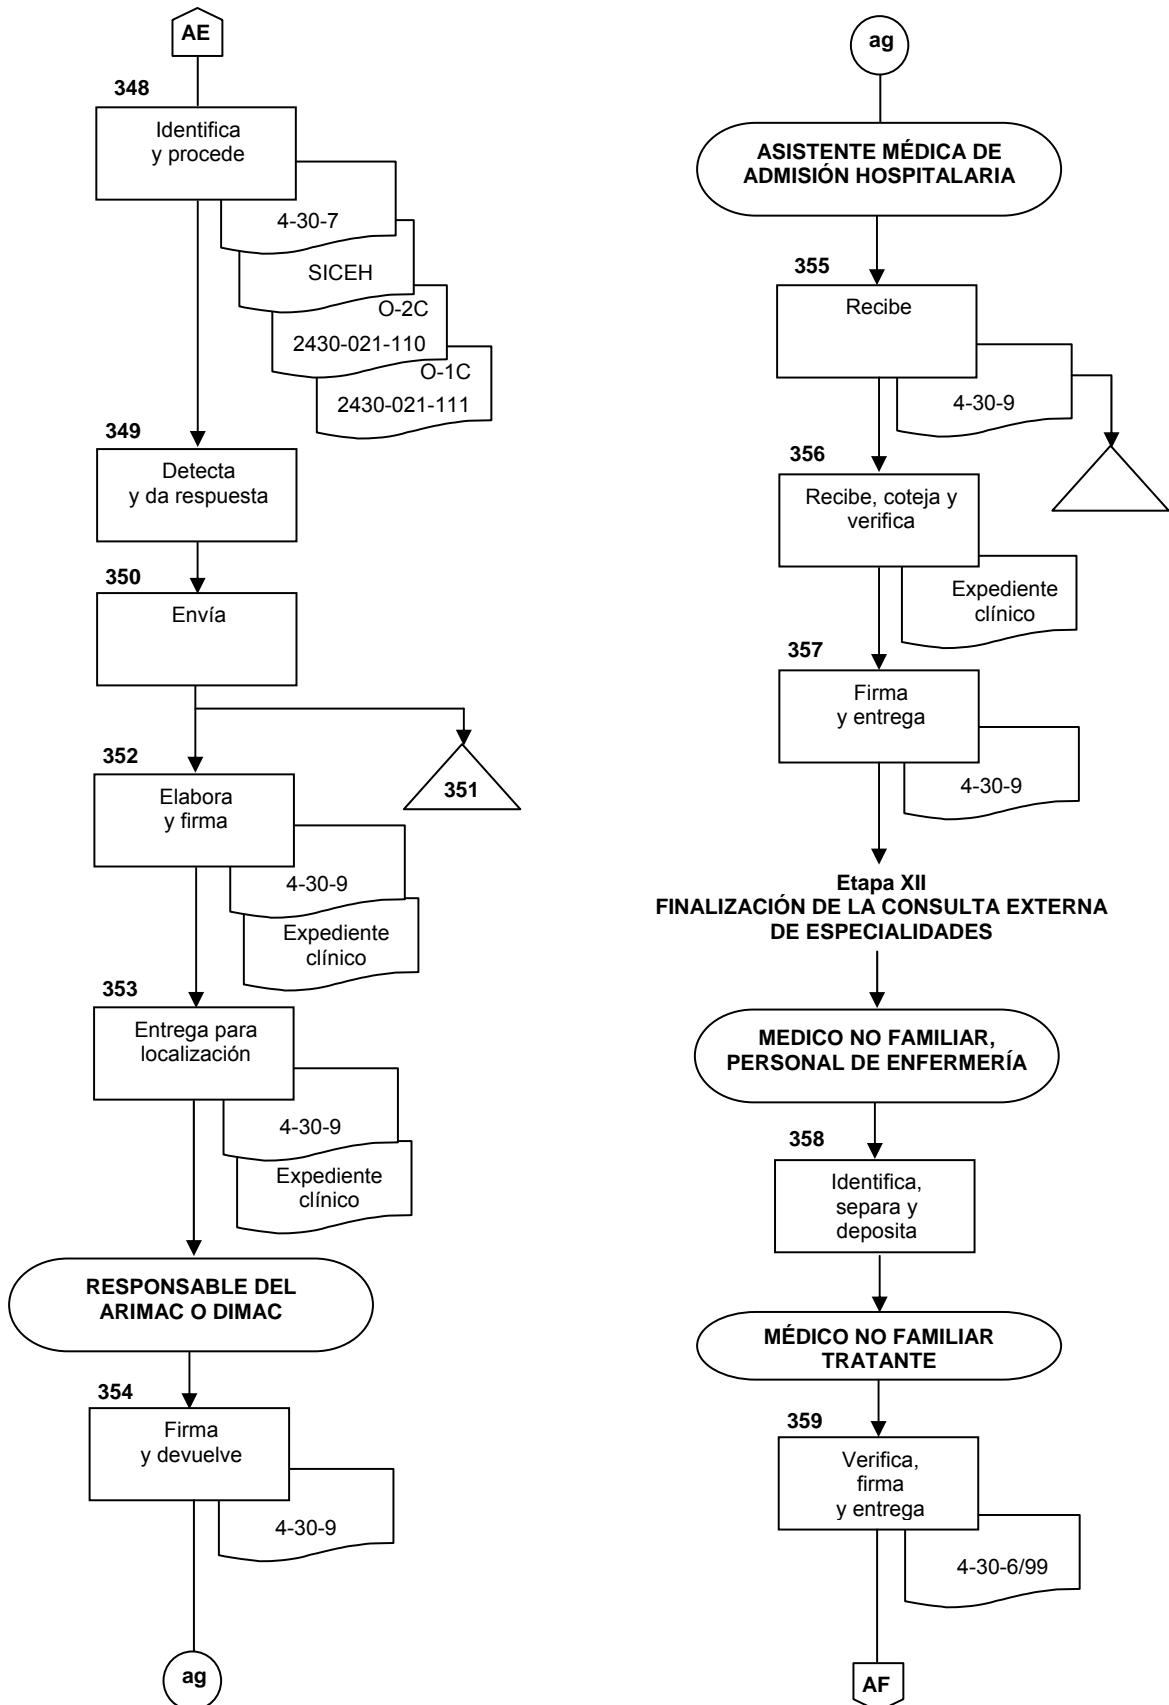 AE
348
Identifica
y procede
4-30-7
SICEH
O-2C
2430-021-110
O-1C
2430-021-111
349
Detecta
y da respuesta
350
Envía
351
352
Elabora
y firma
4-30-9
Expediente
clínico
353
Entrega para
localización
4-30-9
Expediente
clínico
RESPONSABLE DEL
ARIMAC O DIMAC
354
Firma
y devuelve
4-30-9
ag
ag
ASISTENTE MÉDICA DE
ADMISIÓN HOSPITALARIA
355
Recibe
4-30-9
356
Recibe, coteja y
verifica
Expediente
clínico
357
Firma
y entrega
4-30-9
Etapa XII
FINALIZACIÓN DE LA CONSULTA EXTERNA
DE ESPECIALIDADES
MEDICO NO FAMILIAR,
PERSONAL DE ENFERMERÍA
358
Identifica,
separa y
deposita
MÉDICO NO FAMILIAR
TRATANTE
359
Verifica,
firma
y entrega
4-30-6/99
AF